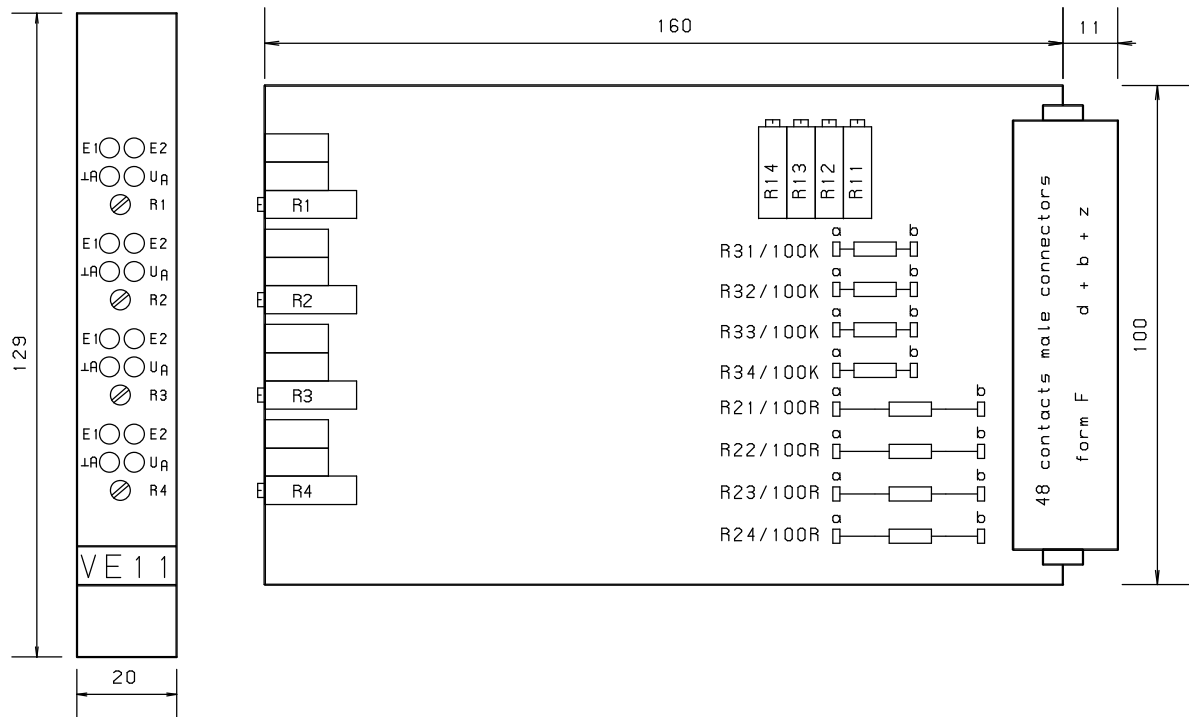 160
11
E1 E2
⊥A UA
R1
E1 E2
⊥A UA
R2
E1 E2
⊥A UA
R3
E1 E2
⊥A UA
R4
VE11
129
20
R1
R2
R3
R4
R14
R13
R12
R11
R31/100K a b
R32/100K a b
R33/100K a b
R34/100K a b
R21/100R a b
R22/100R a b
R23/100R a b
R24/100R a b
48 contacts male connectors
form F d + b + z
100